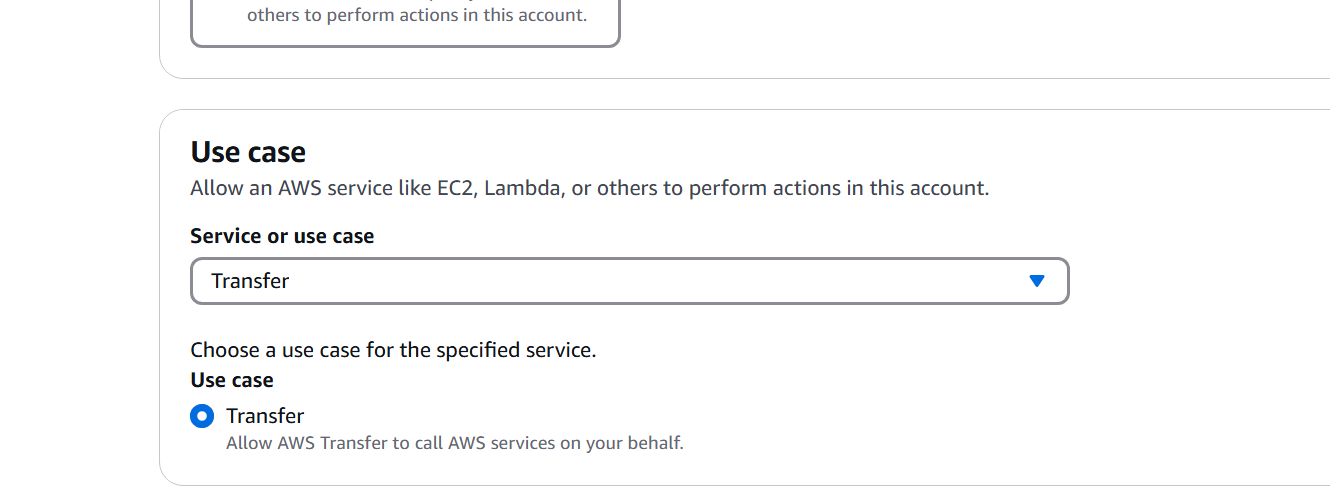 others to perform actions in this account.
Use case
Allow an AWS service like EC2, Lambda, or others to perform actions in this account.
Service or use case
Transfer
Choose a use case for the specified service.
Use case
Transfer
Allow AWS Transfer to call AWS services on your behalf.